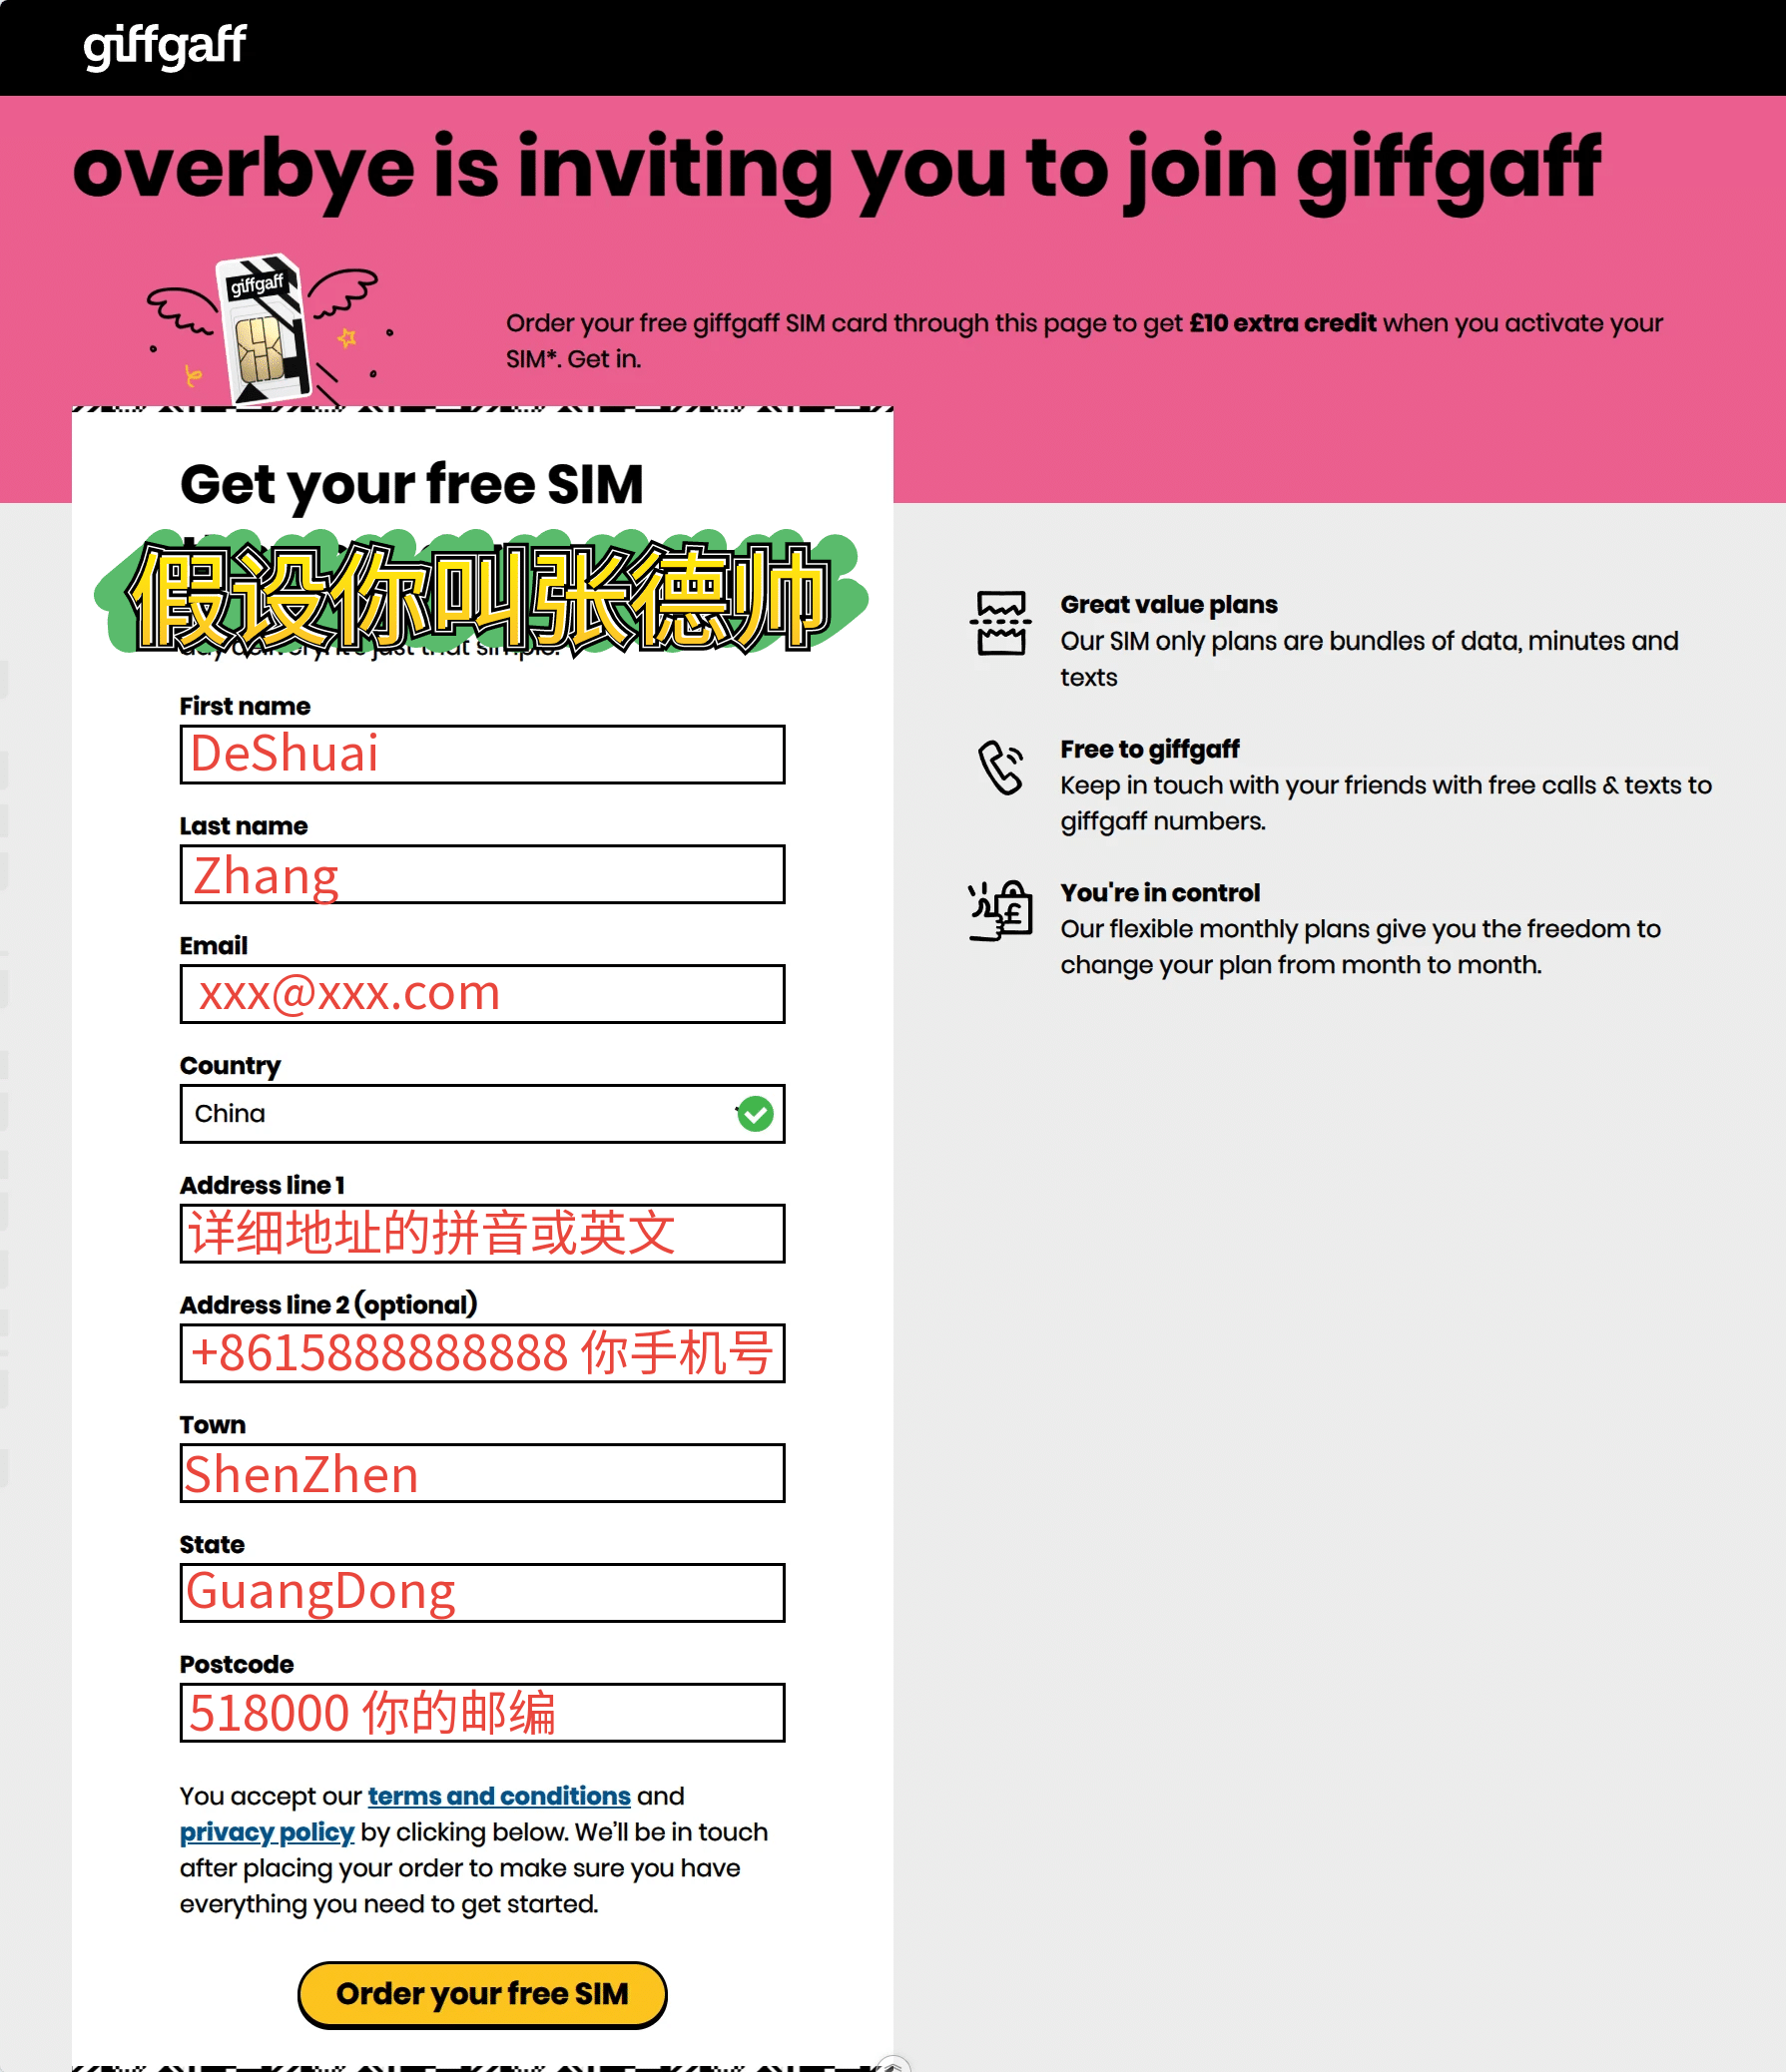 giffgaff
overbye is inviting you to join giffgaff
giffgaff
Order your free giffgaff SIM card through this page to get £10 extra credit when you activate your
SIM*. Get in.
Get your free SIM
假设你叫张德帅
day delivery. It's just that simple.
First name
DeShuai
Last name
Zhang
Email
xxx@xxx.com
Country
China
Address line 1
详细地址的拼音或英文
Address line 2 (optional)
+8615888888888 你手机号
Town
ShenZhen
State
GuangDong
Postcode
518000 你的邮编
You accept our terms and conditions and
privacy policy by clicking below. We'll be in touch
after placing your order to make sure you have
everything you need to get started.
Order your free SIM
Great value plans
Our SIM only plans are bundles of data, minutes and
texts
Free to giffgaff
Keep in touch with your friends with free calls & texts to
giffgaff numbers.
£
You're in control
Our flexible monthly plans give you the freedom to
change your plan from month to month.